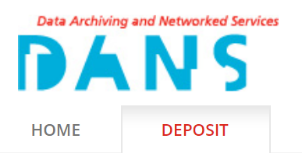 Data Archiving and Networked Services
DANS
HOME DEPOSIT